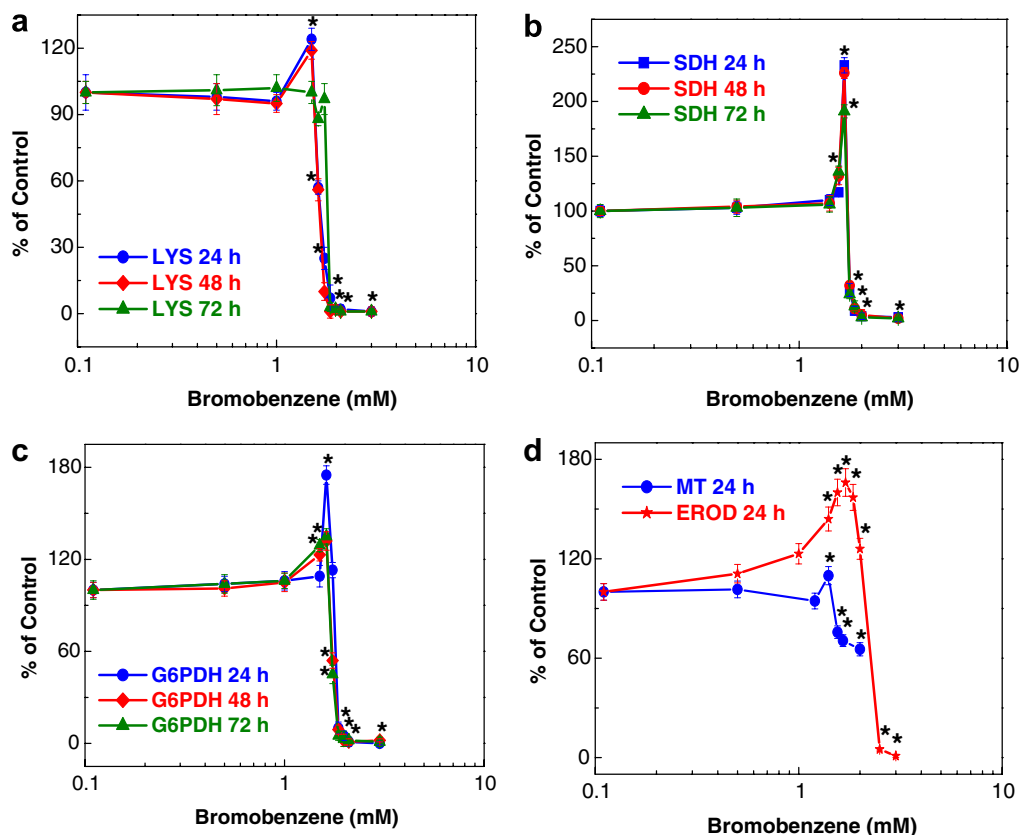 a
120
90
60
30
0
% of Control
LYS 24 h
LYS 48 h
LYS 72 h
0.1
1
10
Bromobenzene (mM)
* * * * * * *
b
250
200
150
100
50
0
% of Control
SDH 24 h
SDH 48 h
SDH 72 h
0.1
1
10
Bromobenzene (mM)
* * * * * * *
c
180
120
60
0
% of Control
G6PDH 24 h
G6PDH 48 h
G6PDH 72 h
0.1
1
10
Bromobenzene (mM)
* * * * * * * * *
d
180
120
60
0
% of Control
MT 24 h
EROD 24 h
0.1
1
10
Bromobenzene (mM)
* * * * * * * * * * *